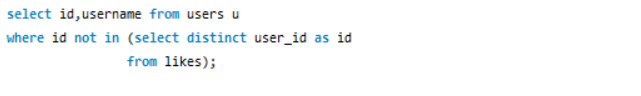 select id,username from users u
where id not in (select distinct user_id as id
from likes);